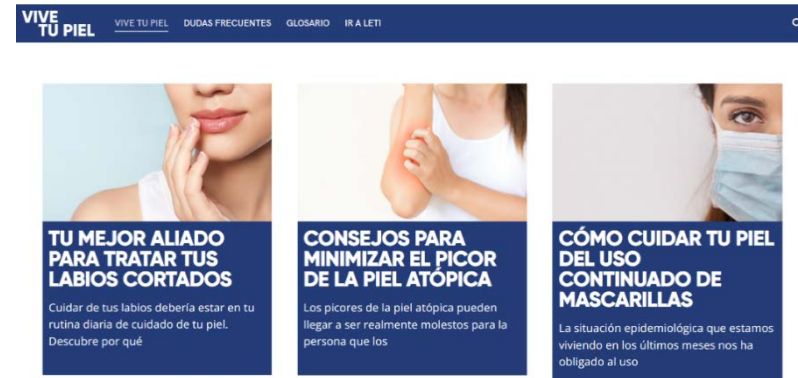 VIVE
TU PIEL
VIVE TU PIEL DUDAS FRECUENTES GLOSARIO IR A LETI
TU MEJOR ALIADO
PARA TRATAR TUS
LABIOS CORTADOS
Cuidar de tus labios debería estar en tu
rutina diaria de cuidado de tu piel.
Descubre por qué
CONSEJOS PARA
MINIMIZAR EL PICOR
DE LA PIEL ATÓPICA
Los picores de la piel atópica pueden
llegar a ser realmente molestos para la
persona que los
CÓMO CUIDAR TU PIEL
DEL USO
CONTINUADO DE
MASCARILLAS
La situación epidemiológica que estamos
viviendo en los últimos meses nos ha
obligado al uso